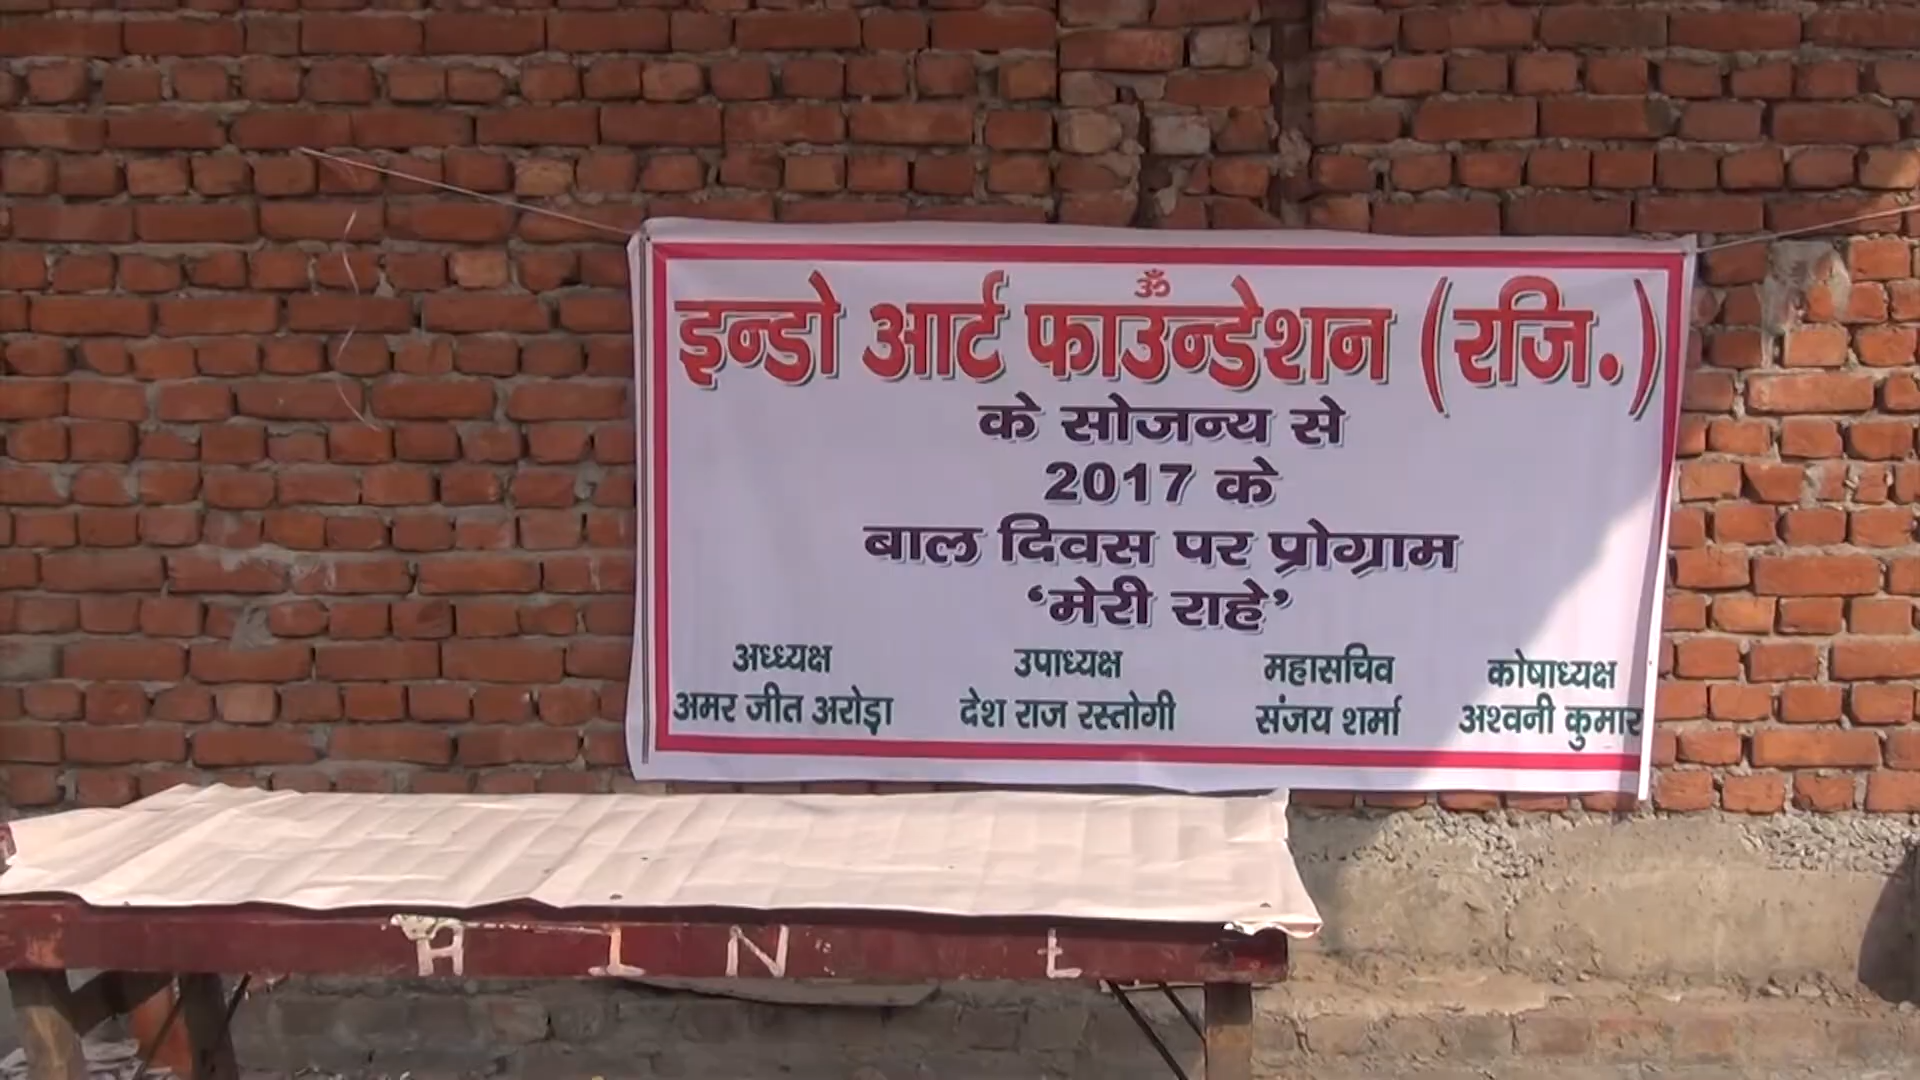 ॐ
इन्डो आर्ट फाउंन्डेशन (रजि.)
के सोजन्य से
2017 के
बाल दिवस पर प्रोग्राम
‘मेरी राहे’
अध्यक्ष उपाध्यक्ष महासचिव कोषाध्यक्ष
अमर जीत अरोड़ा देश राज रस्तोगी संजय शर्मा अश्वनी कुमार